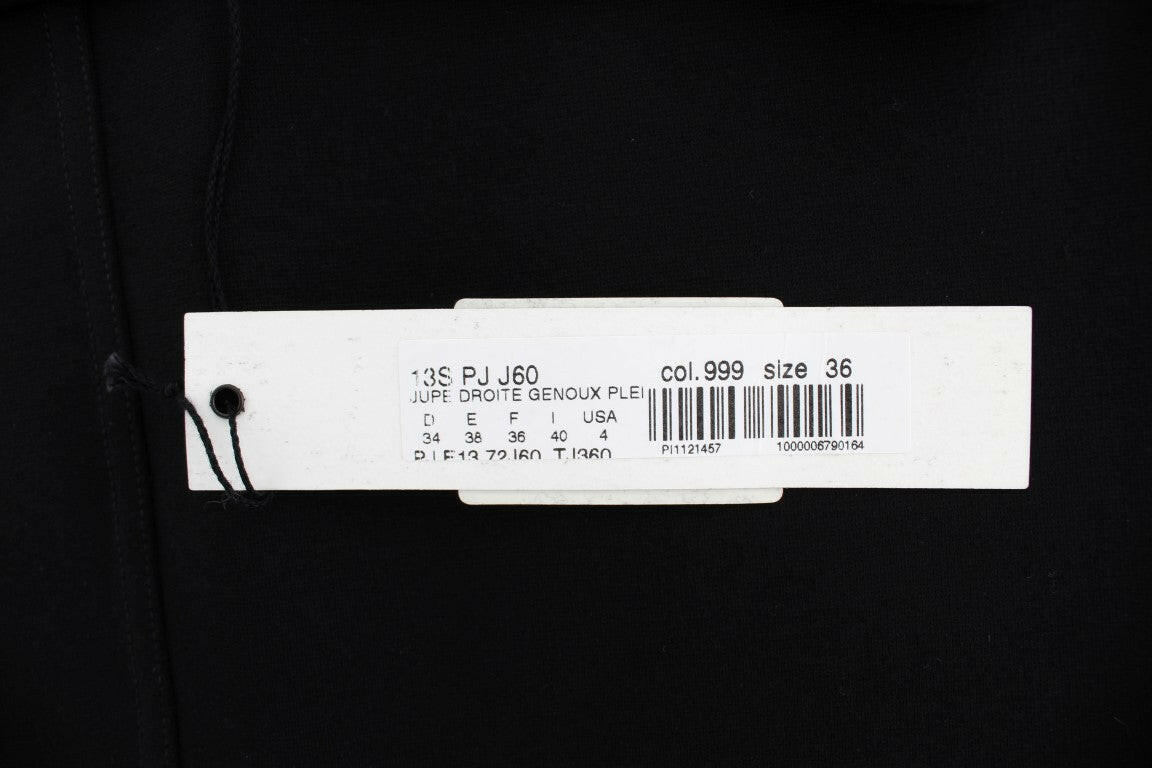 13S PJ J60 col.999 size 36
JUPE DROITE GENOUX PLEI
D E F I USA
34 38 36 40 4
PI1121457 1000006790164